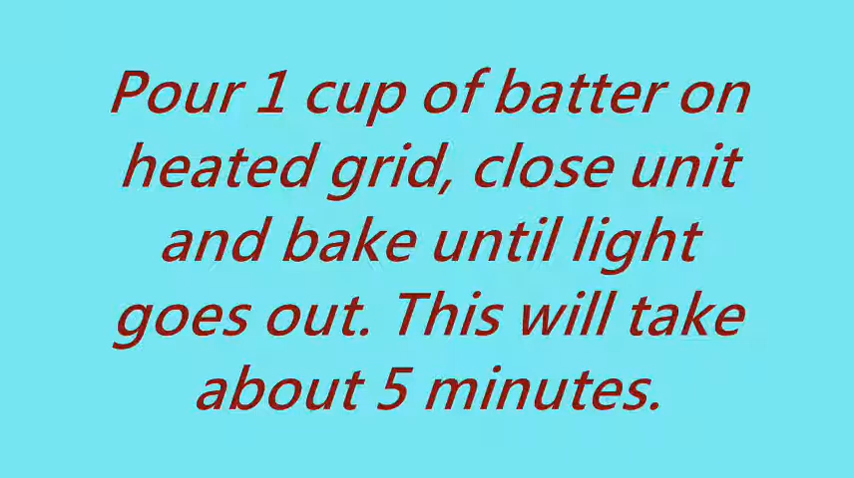 Pour 1 cup of batter on
heated grid, close unit
and bake until light
goes out. This will take
about 5 minutes.